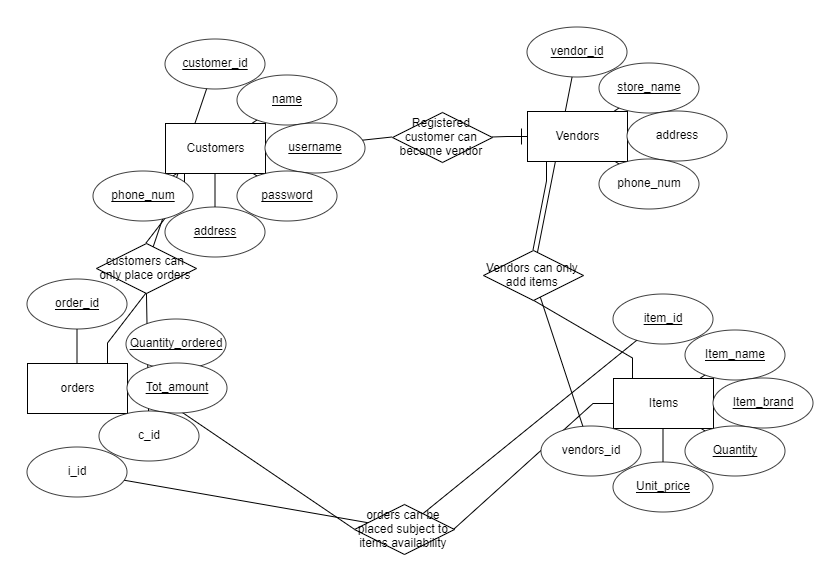 customer_id
name
Customers
username
phone_num
password
address
Registered
customer can
become vendor
vendor_id
store_name
Vendors
address
phone_num
customers can
only place orders
Vendors can only
add items
order_id
Quantity_ordered
orders
Tot_amount
c_id
i_id
item_id
Item_name
Items
Item_brand
vendors_id
Quantity
Unit_price
orders can be
placed subject to
items availability